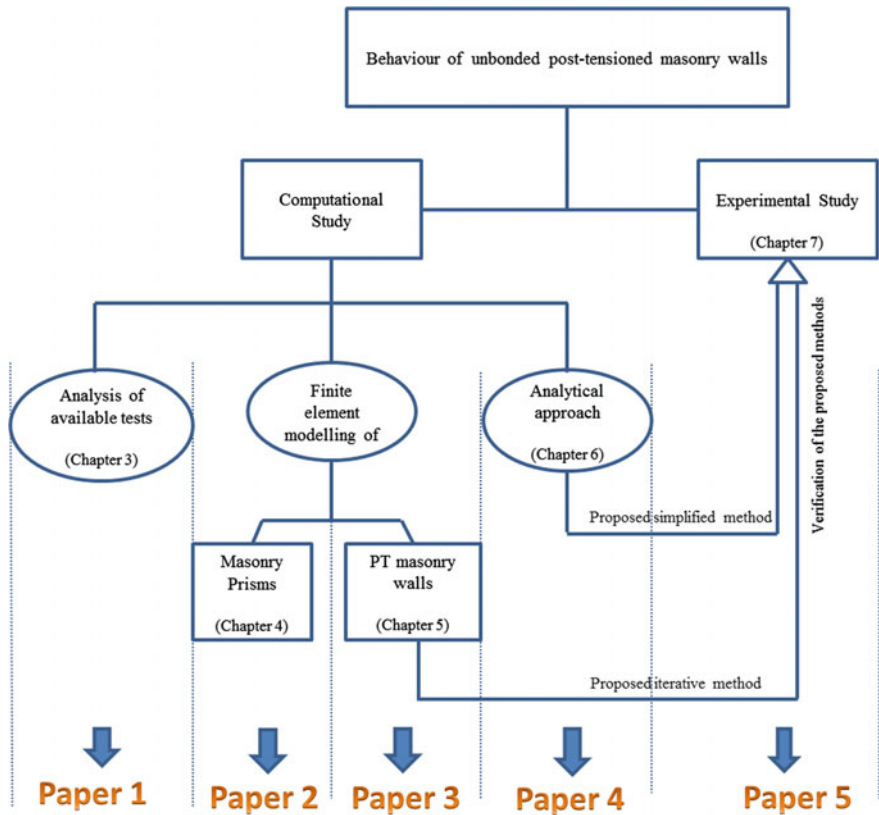 Behaviour of unbonded post-tensioned masonry walls
Computational
Study
Experimental Study
(Chapter 7)
Analysis of
available tests
(Chapter 3)
Finite
element
modelling of
Analytical
approach
(Chapter 6)
Verification of the proposed methods
Proposed simplified method
Masonry
Prisms
(Chapter 4)
PT masonry
walls
(Chapter 5)
Proposed iterative method
Paper 1
Paper 2
Paper 3
Paper 4
Paper 5